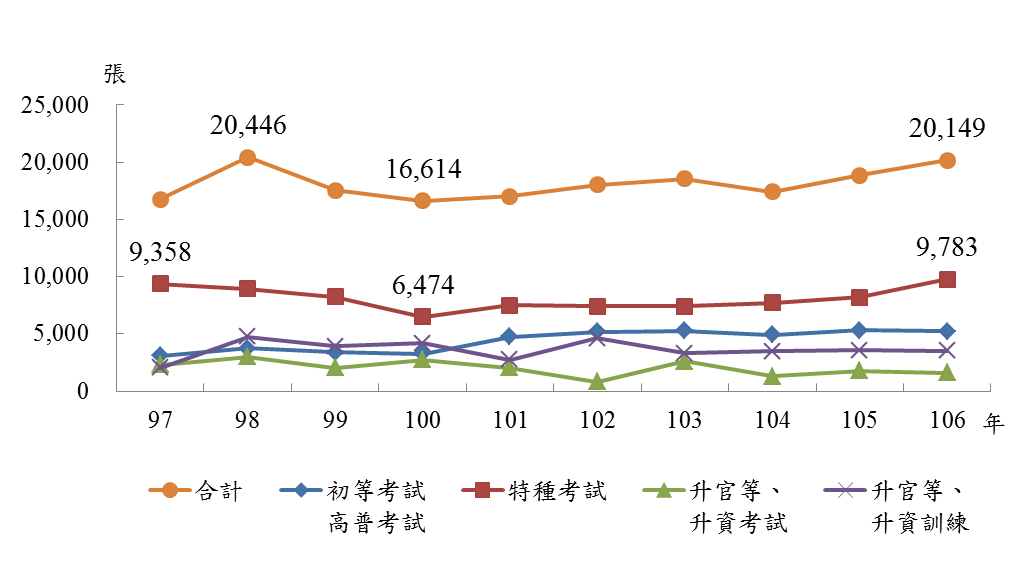 張
25,000
20,000
15,000
10,000
5,000
0
20,446
16,614
20,149
9,358
6,474
9,783
97 98 99 100 101 102 103 104 105 106 年
合計
初等考試
高普考試
特種考試
升官等、
升資考試
升官等、
升資訓練